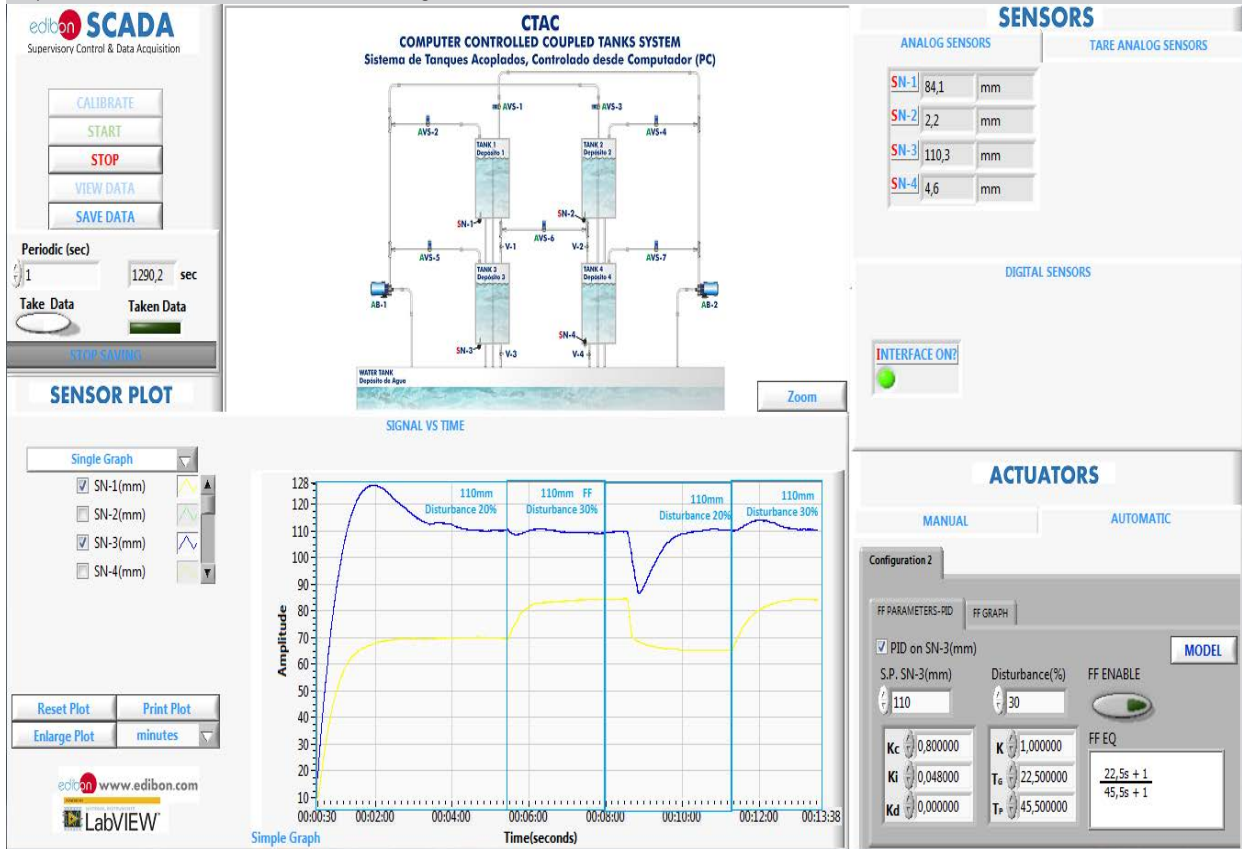 edibon SCADA
Supervisory Control & Data Acquisition
CALIBRATE
START
STOP
VIEW DATA
SAVE DATA
Periodic (sec)
1
1290,2 sec
Take Data
Taken Data
STOP SAVING
CTAC
COMPUTER CONTROLLED COUPLED TANKS SYSTEM
Sistema de Tanques Acoplados, Controlado desde Computador (PC)
AVS-1
AVS-3
AVS-2
AVS-4
TANK 1
Depósito 1
TANK 2
Depósito 2
SN-1
SN-2
AVS-6
V-1
V-2
AVS-5
AVS-7
TANK 3
Depósito 3
TANK 4
Depósito 4
AB-1
AB-2
SN-3
V-3
SN-4
V-4
WATER TANK
Depósito de Agua
Zoom
SENSORS
ANALOG SENSORS
TARE ANALOG SENSORS
SN-1 84,1 mm
SN-2 2,2 mm
SN-3 110,3 mm
SN-4 4,6 mm
DIGITAL SENSORS
INTERFACE ON?
SENSOR PLOT
Single Graph
SN-1(mm)
SN-2(mm)
SN-3(mm)
SN-4(mm)
Reset Plot
Print Plot
Enlarge Plot
minutes
edibon www.edibon.com
LabVIEW
SIGNAL VS TIME
Amplitude
128
120
110
100
90
80
70
60
50
40
30
20
10
110mm
Disturbance 20%
110mm FF
Disturbance 30%
110mm
Disturbance 20%
110mm
Disturbance 30%
00:00:30 00:02:00 00:04:00 00:06:00 00:08:00 00:10:00 00:12:00 00:13:38
Simple Graph
Time(seconds)
ACTUATORS
MANUAL
AUTOMATIC
Configuration 2
FF PARAMETERS-PID
FF GRAPH
PID on SN-3(mm)
MODEL
S.P. SN-3(mm)
Disturbance(%)
FF ENABLE
110
30
Kc 0,800000
Ki 0,048000
Kd 0,000000
K 1,000000
TG 22,500000
TP 45,500000
FF EQ
22,5s + 1
45,5s + 1